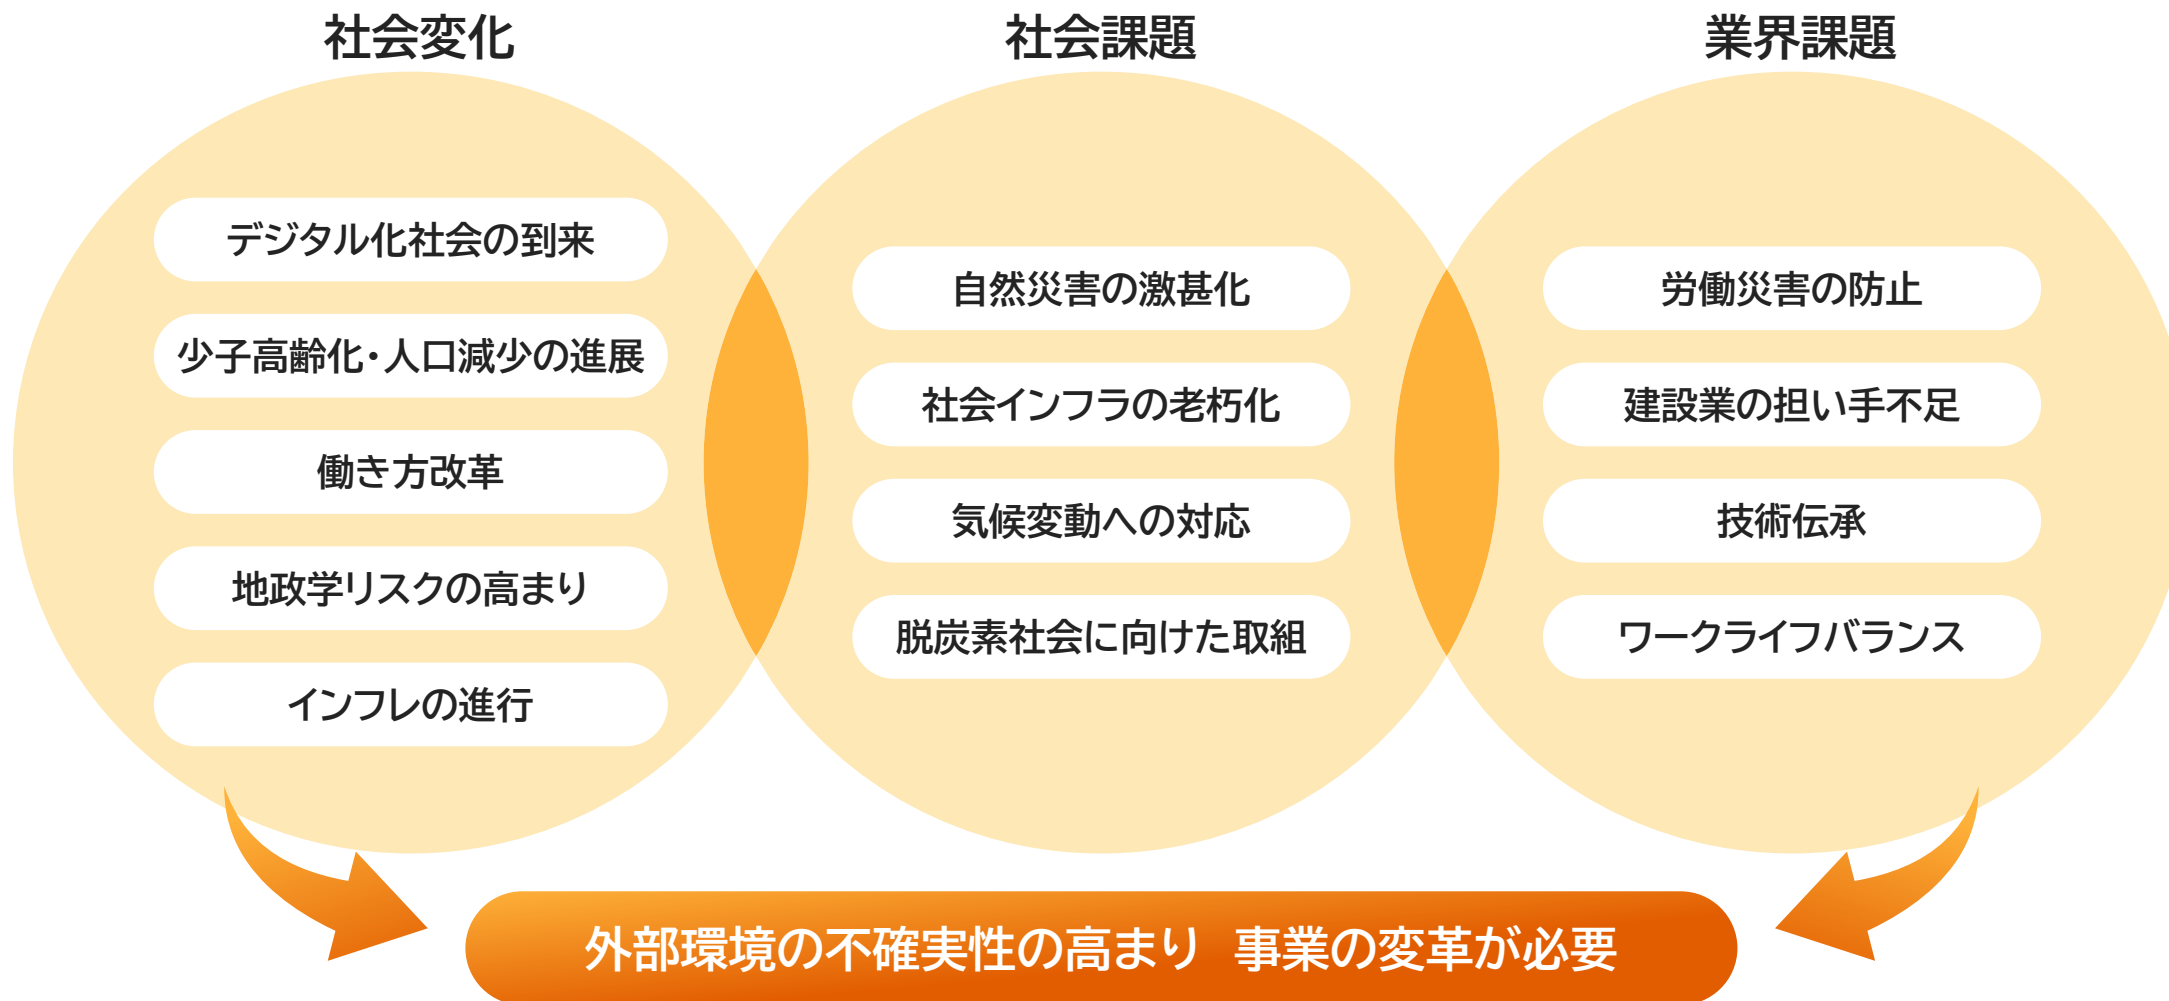 社会変化
デジタル化社会の到来
少子高齢化・人口減少の進展
働き方改革
地政学リスクの高まり
インフレの進行
社会課題
自然災害の激甚化
社会インフラの老朽化
気候変動への対応
脱炭素社会に向けた取組
業界課題
労働災害の防止
建設業の担い手不足
技術伝承
ワークライフバランス
外部環境の不確実性の高まり　事業の変革が必要